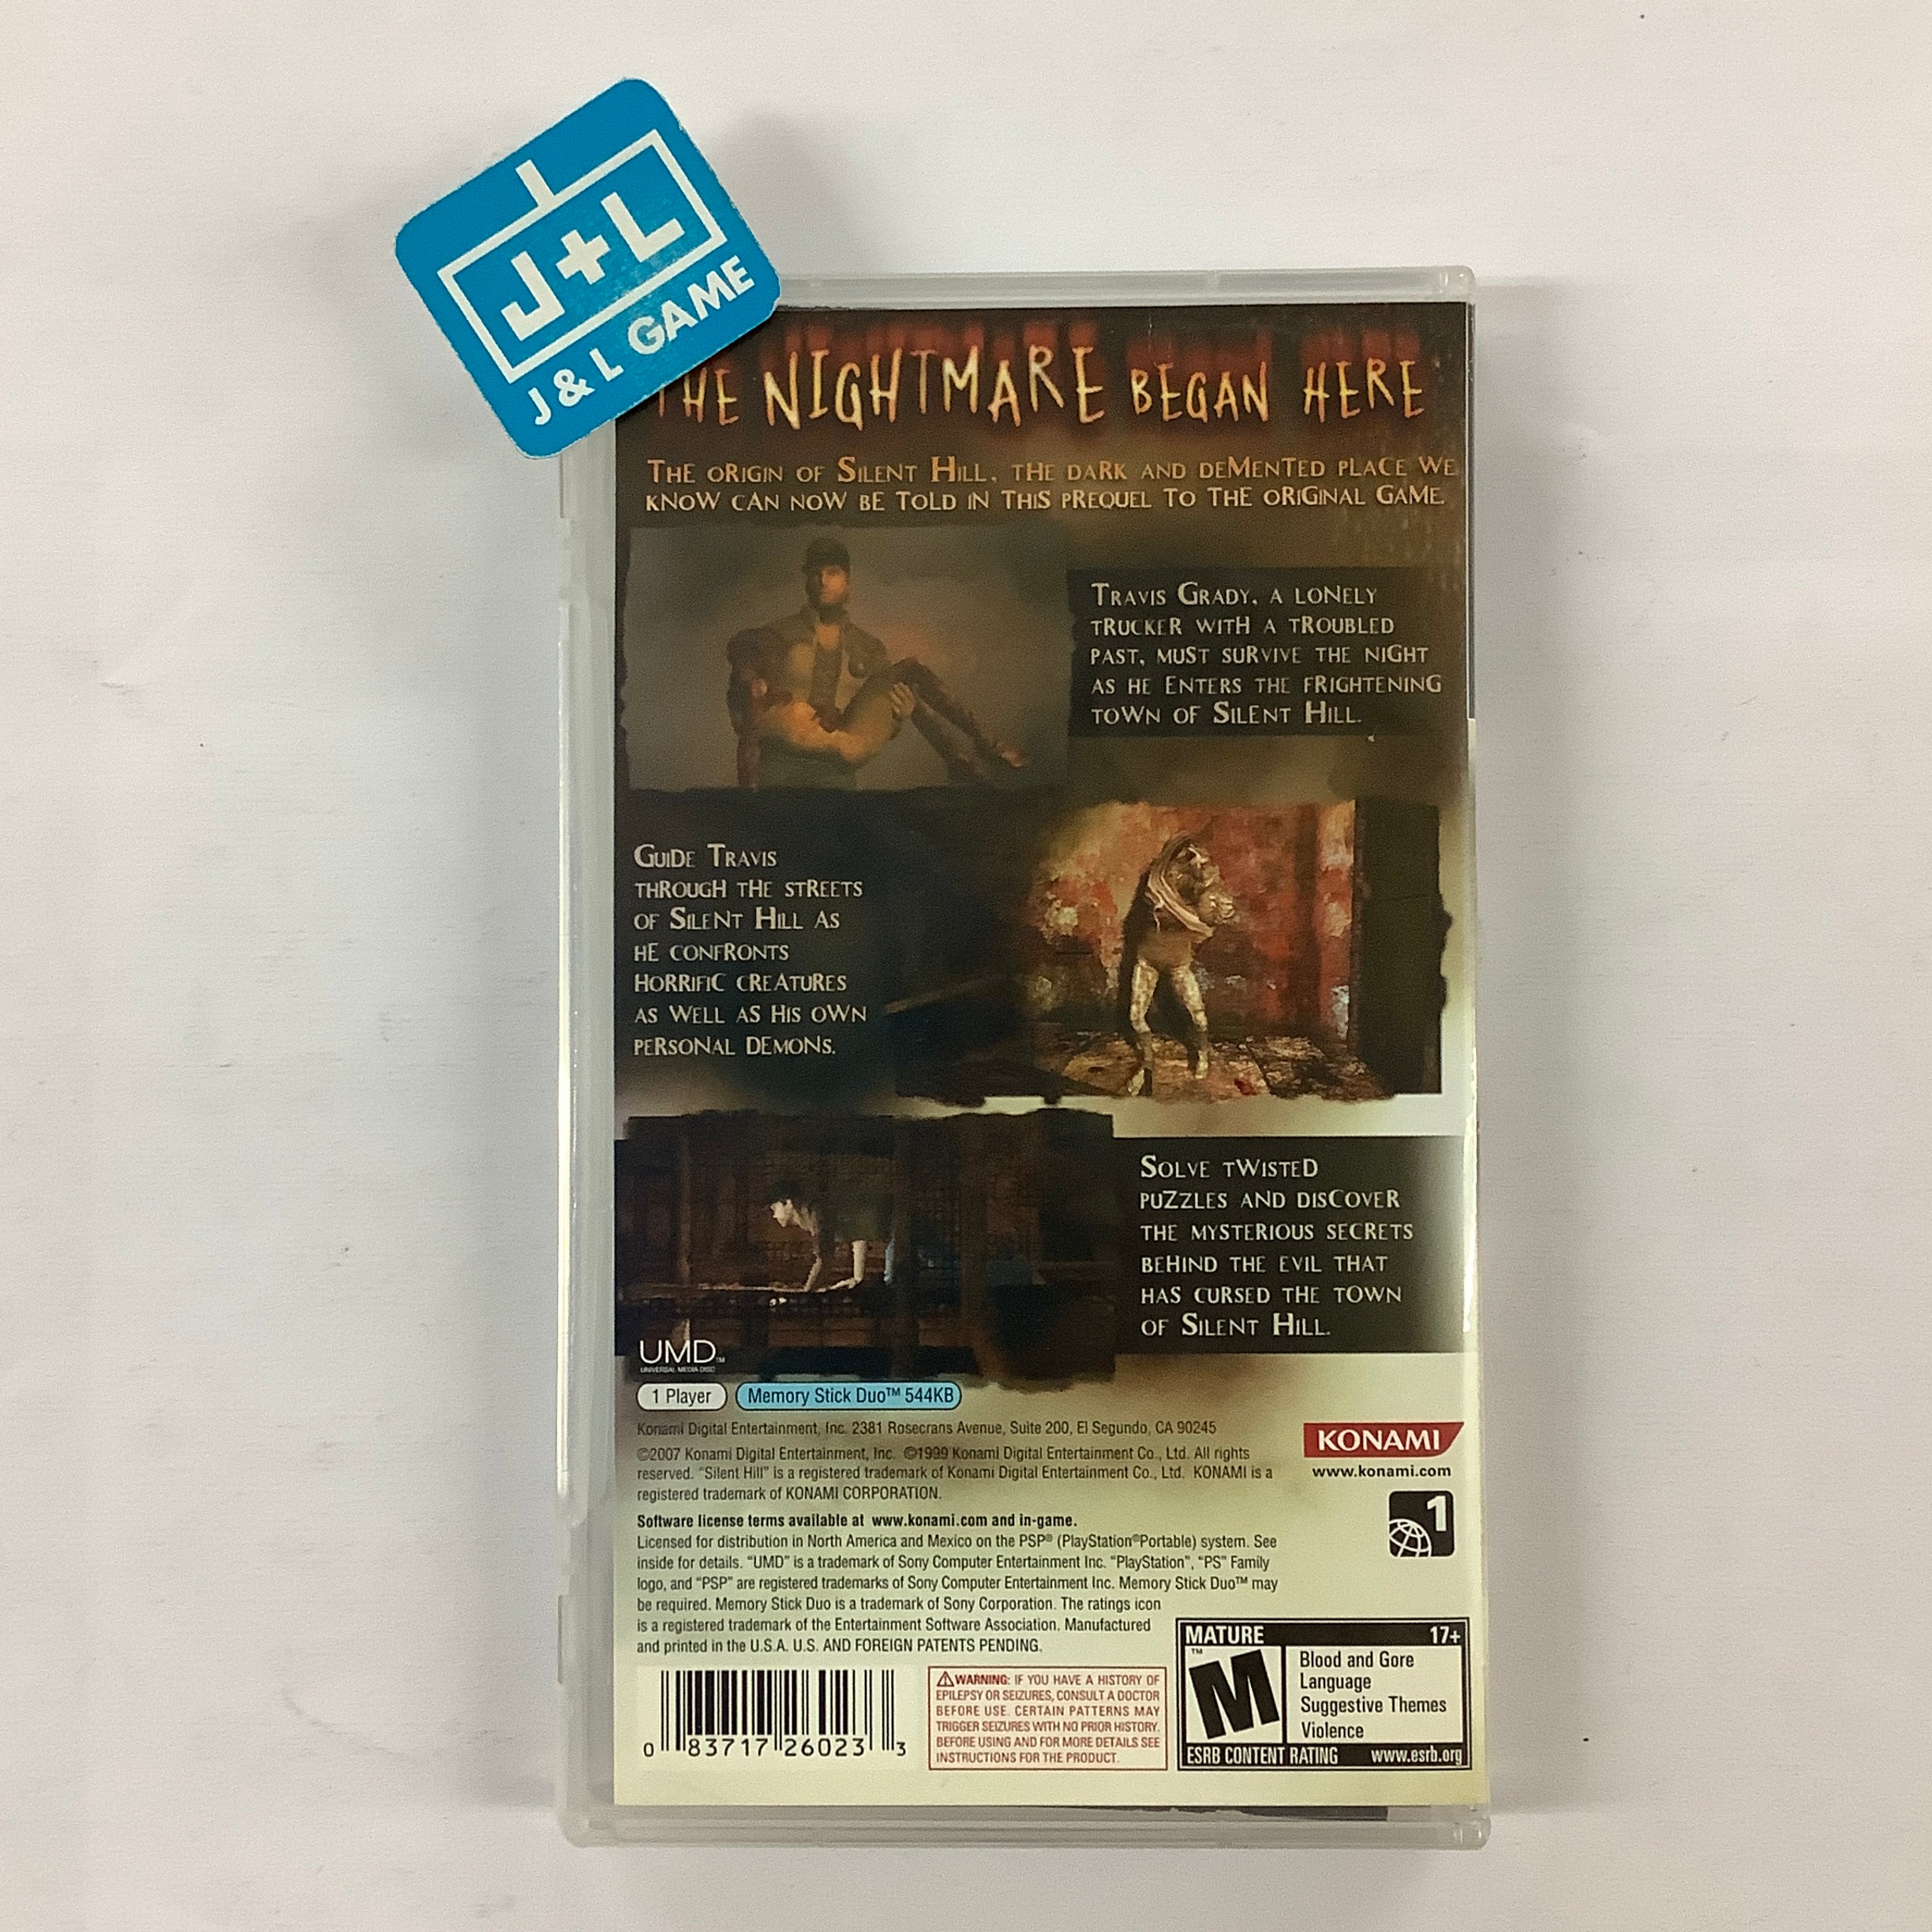 J+L
J & L GAME
THE NIGHTMARE BEGAN HERE
THE ORIGIN OF SILENT HILL, THE DARK AND DEMENTED PLACE WE
KNOW CAN NOW BE TOLD IN THIS PREQUEL TO THE ORIGINAL GAME.
TRAVIS GRADY, A LONELY
TRUCKER WITH A TROUBLED
PAST, MUST SURVIVE THE NIGHT
AS HE ENTERS THE FRIGHTENING
TOWN OF SILENT HILL.
GUIDE TRAVIS
THROUGH THE STREETS
OF SILENT HILL AS
HE CONFRONTS
HORRIFIC CREATURES
AS WELL AS HIS OWN
PERSONAL DEMONS.
SOLVE TWISTED
PUZZLES AND DISCOVER
THE MYSTERIOUS SECRETS
BEHIND THE EVIL THAT
HAS CURSED THE TOWN
OF SILENT HILL.
UMD™
UNIVERSAL MEDIA DISC
1 Player
Memory Stick Duo™ 544KB
Konami Digital Entertainment, Inc. 2381 Rosecrans Avenue, Suite 200, El Segundo, CA 90245
©2007 Konami Digital Entertainment, Inc. ©1999 Konami Digital Entertainment Co., Ltd. All rights
reserved. “Silent Hill” is a registered trademark of Konami Digital Entertainment Co., Ltd. KONAMI is a
registered trademark of KONAMI CORPORATION.
KONAMI
www.konami.com
1
Software license terms available at www.konami.com and in-game.
Licensed for distribution in North America and Mexico on the PSP® (PlayStation®Portable) system. See
inside for details. “UMD” is a trademark of Sony Computer Entertainment Inc. “PlayStation”, “PS” Family
logo, and “PSP” are registered trademarks of Sony Computer Entertainment Inc. Memory Stick Duo™ may
be required. Memory Stick Duo is a trademark of Sony Corporation. The ratings icon
is a registered trademark of the Entertainment Software Association. Manufactured
and printed in the U.S.A. U.S. AND FOREIGN PATENTS PENDING.
0 83717 26023 3
⚠WARNING: IF YOU HAVE A HISTORY OF
EPILEPSY OR SEIZURES, CONSULT A DOCTOR
BEFORE USE. CERTAIN PATTERNS MAY
TRIGGER SEIZURES WITH NO PRIOR HISTORY.
BEFORE USING AND FOR MORE DETAILS SEE
INSTRUCTIONS FOR THE PRODUCT.
MATURE 17+
M™
Blood and Gore
Language
Suggestive Themes
Violence
ESRB CONTENT RATING www.esrb.org